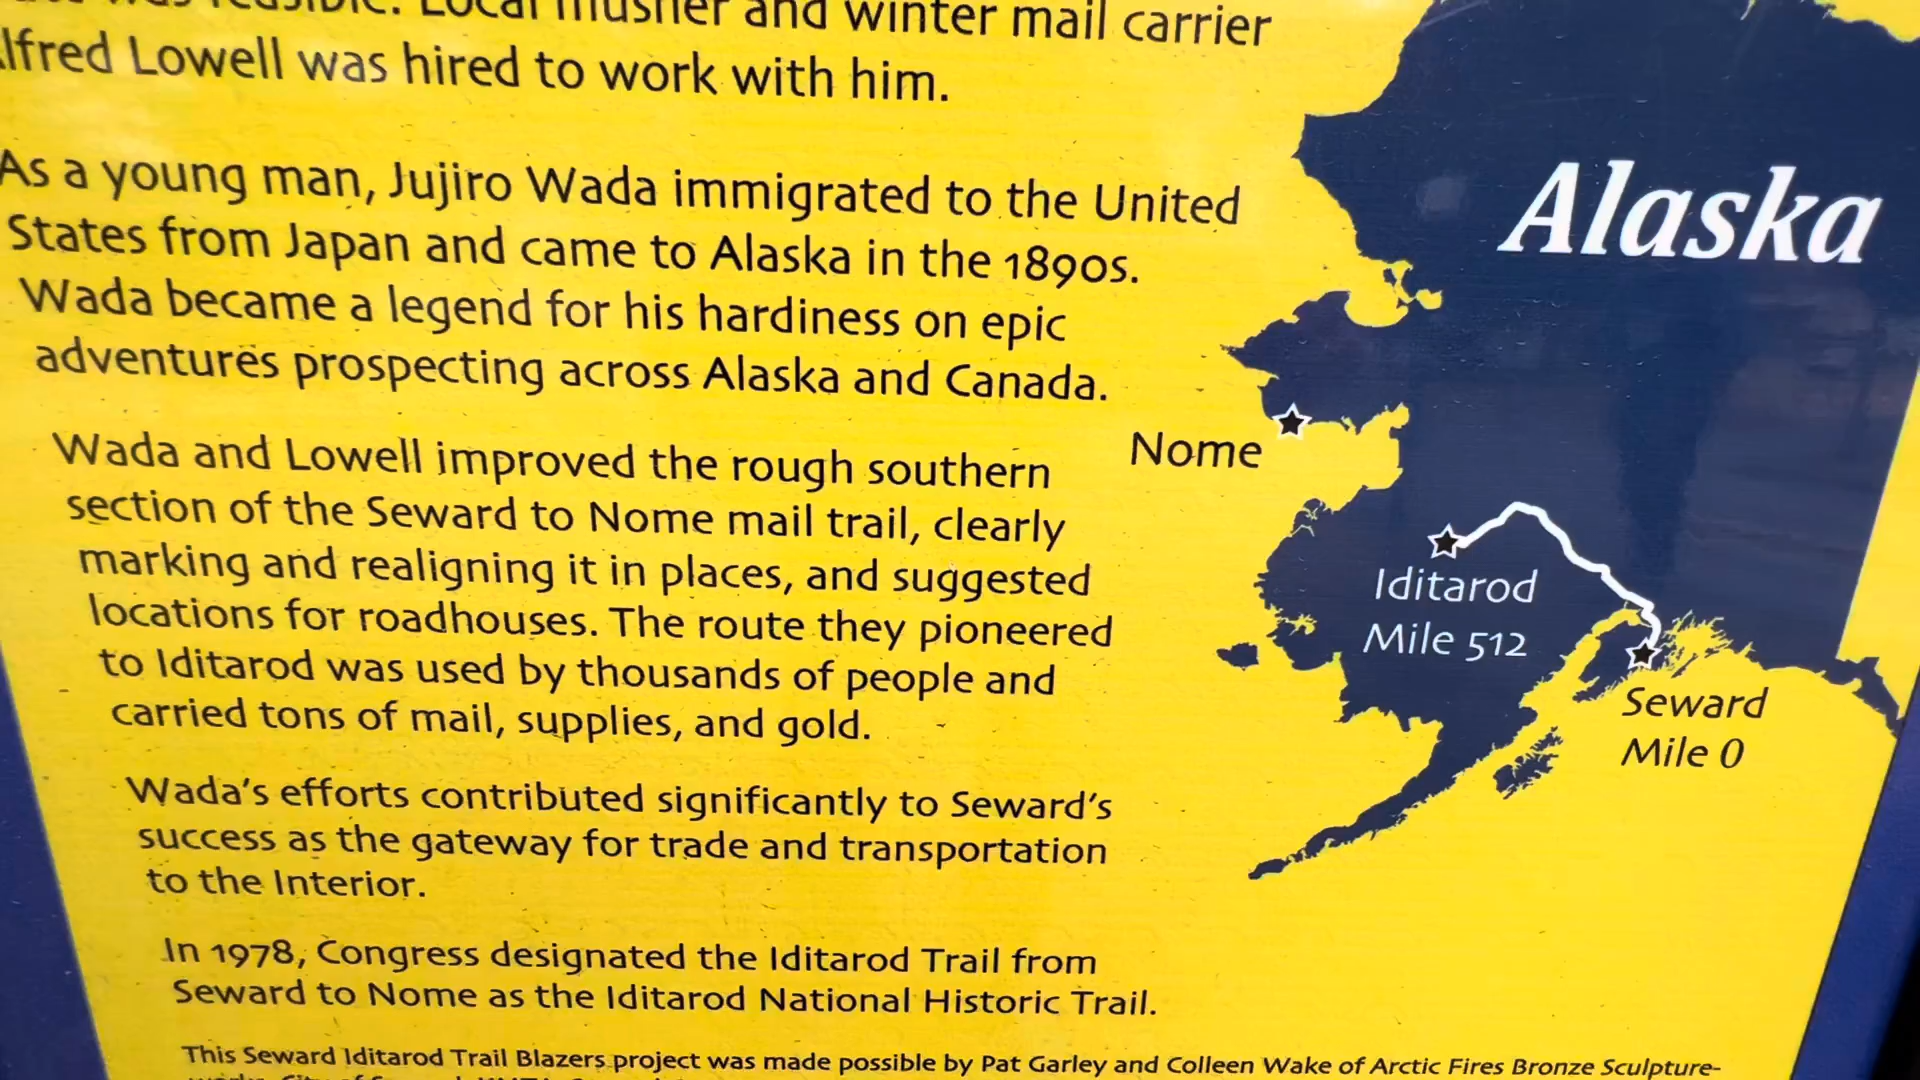 Local musher and winter mail carrier
lfred Lowell was hired to work with him.
As a young man, Jujiro Wada immigrated to the United
States from Japan and came to Alaska in the 1890s.
Wada became a legend for his hardiness on epic
adventures prospecting across Alaska and Canada.
Wada and Lowell improved the rough southern
section of the Seward to Nome mail trail, clearly
marking and realigning it in places, and suggested
locations for roadhouses. The route they pioneered
to Iditarod was used by thousands of people and
carried tons of mail, supplies, and gold.
Wada's efforts contributed significantly to Seward's
success as the gateway for trade and transportation
to the Interior.
In 1978, Congress designated the Iditarod Trail from
Seward to Nome as the Iditarod National Historic Trail.
This Seward Iditarod Trail Blazers project was made possible by Pat Garley and Colleen Wake of Arctic Fires Bronze Sculpture-
Alaska
Nome
Iditarod
Mile 512
Seward
Mile 0